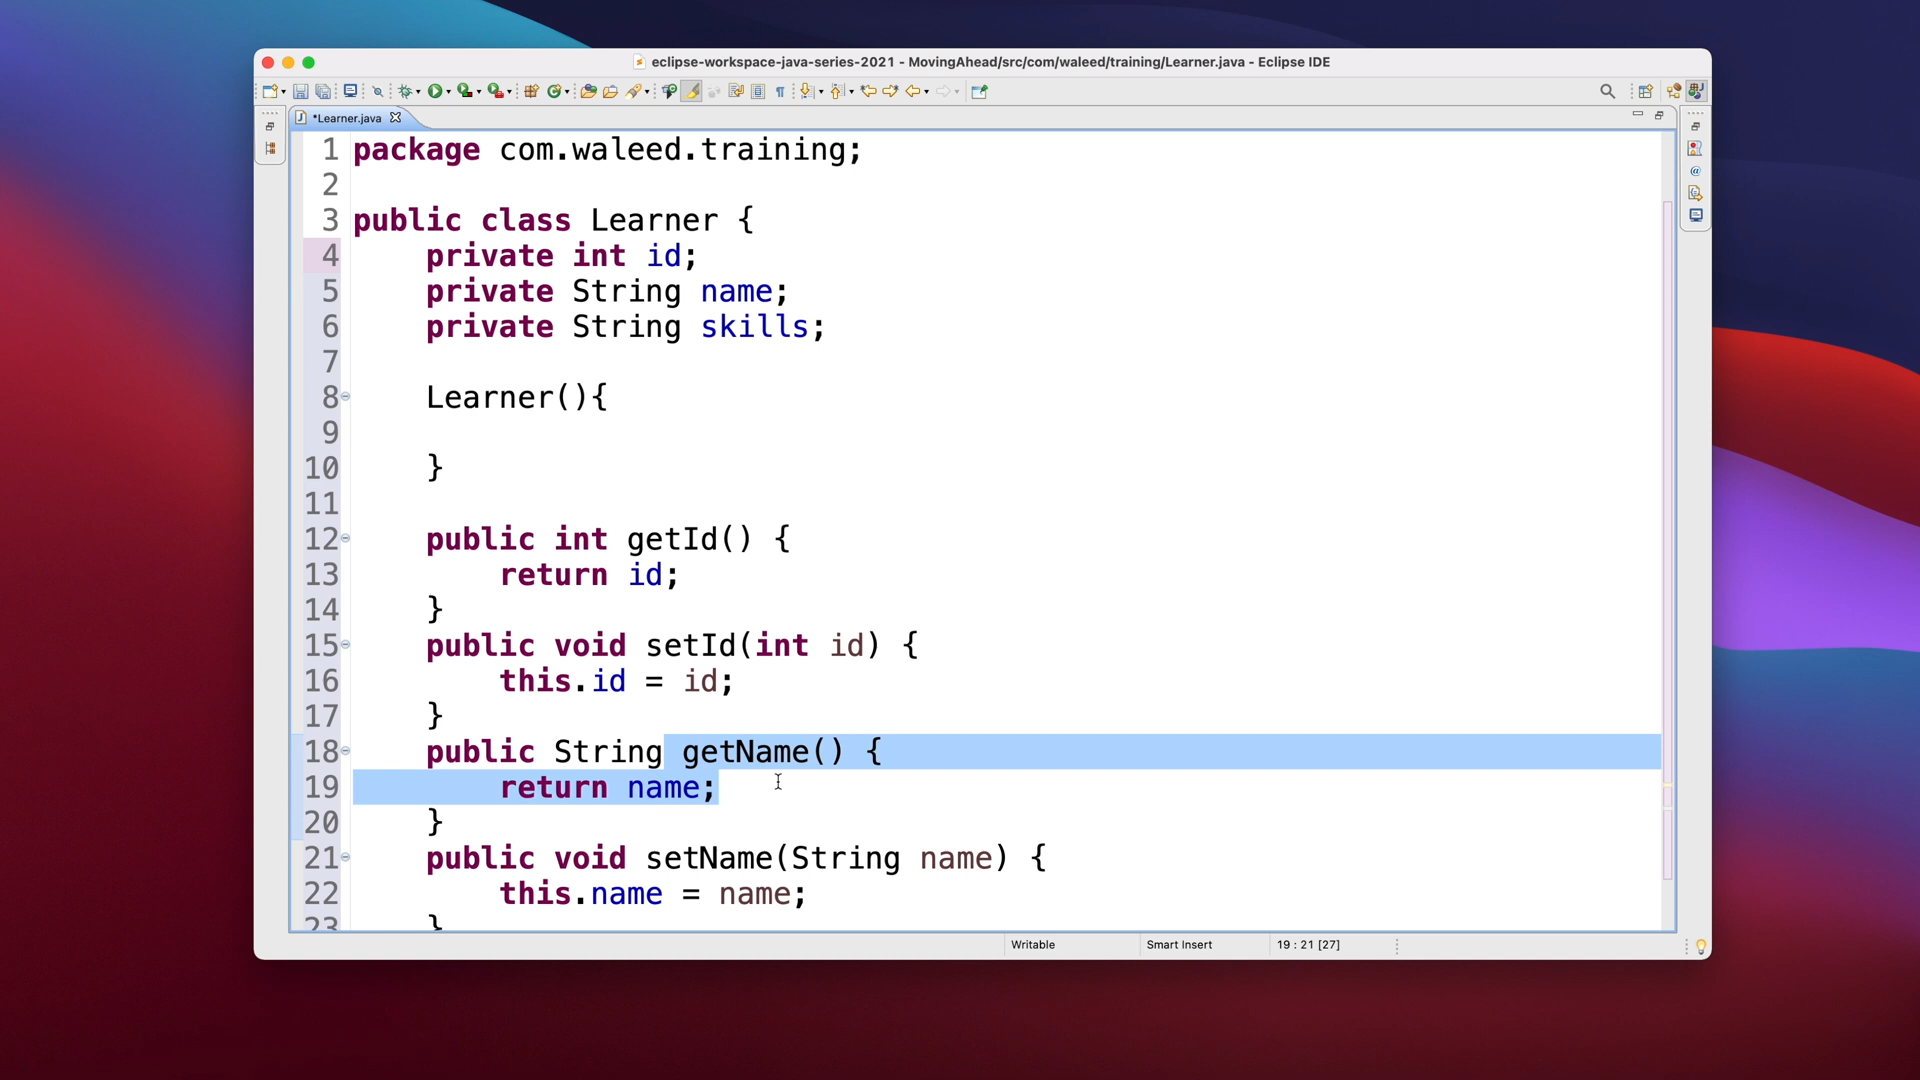 eclipse-workspace-java-series-2021 - MovingAhead/src/com/waleed/training/Learner.java - Eclipse IDE
*Learner.java
1 package com.waleed.training;
2
3 public class Learner {
4 private int id;
5 private String name;
6 private String skills;
7
8 Learner(){
9
10 }
11
12 public int getId() {
13 return id;
14 }
15 public void setId(int id) {
16 this.id = id;
17 }
18 public String getName() {
19 return name;
20 }
21 public void setName(String name) {
22 this.name = name;
23 }
Writable Smart Insert 19 : 21 [27]